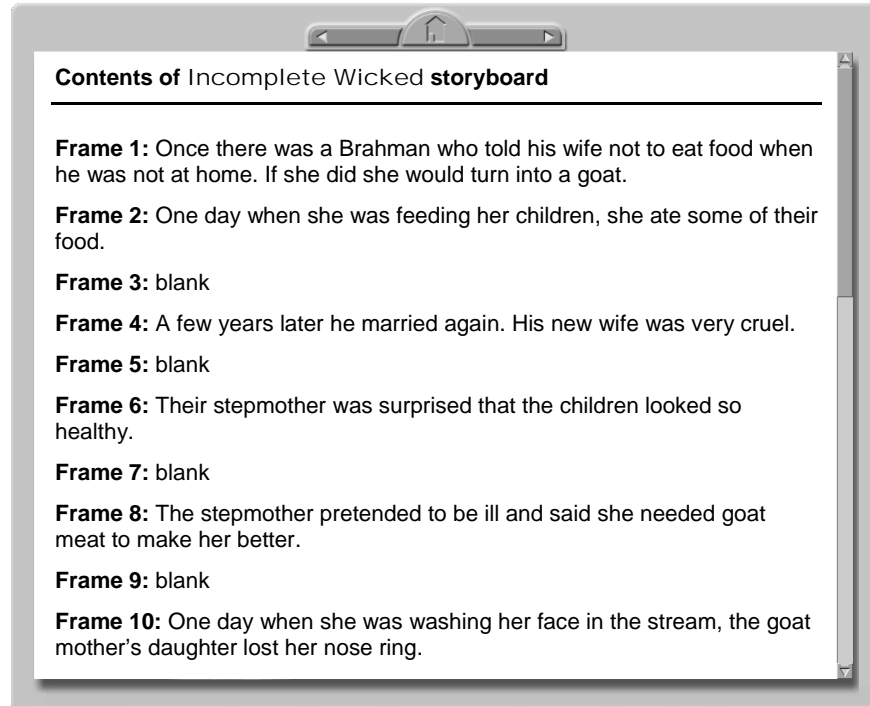 Contents of Incomplete Wicked storyboard
Frame 1: Once there was a Brahman who told his wife not to eat food when
he was not at home. If she did she would turn into a goat.
Frame 2: One day when she was feeding her children, she ate some of their
food.
Frame 3: blank
Frame 4: A few years later he married again. His new wife was very cruel.
Frame 5: blank
Frame 6: Their stepmother was surprised that the children looked so
healthy.
Frame 7: blank
Frame 8: The stepmother pretended to be ill and said she needed goat
meat to make her better.
Frame 9: blank
Frame 10: One day when she was washing her face in the stream, the goat
mother’s daughter lost her nose ring.